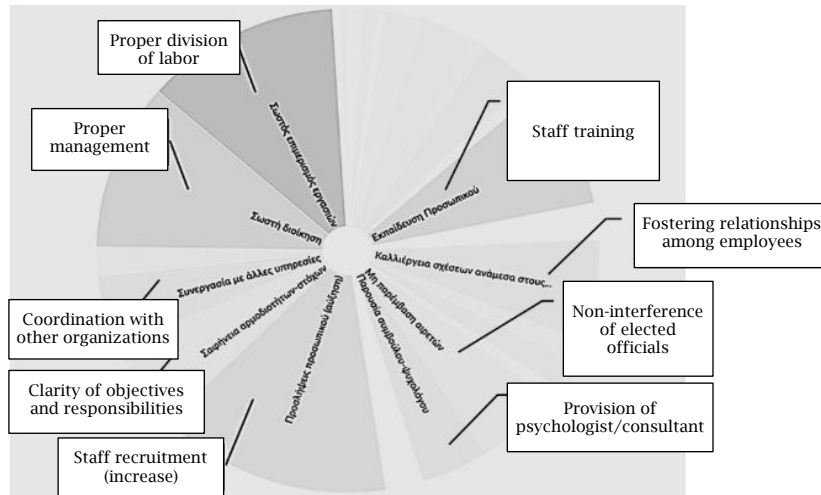 Proper division
of labor
Proper
management
Staff training
Fostering relationships
among employees
Non-interference
of elected
officials
Provision of
psychologist/consultant
Coordination with
other organizations
Clarity of objectives
and responsibilities
Staff recruitment
(increase)
Σωστός επιμερισμός εργασιών
Εκπαίδευση Προσωπικού
Σωστή διοίκηση
Καλλιέργεια σχέσεων ανάμεσα στους...
Συνεργασία με άλλες υπηρεσίες
Μη παρέμβαση αιρετών
Σαφήνεια αρμοδιοτήτων-στόχων
Παρουσία συμβούλου-ψυχολόγου
Προσλήψεις προσωπικού (αύξηση)